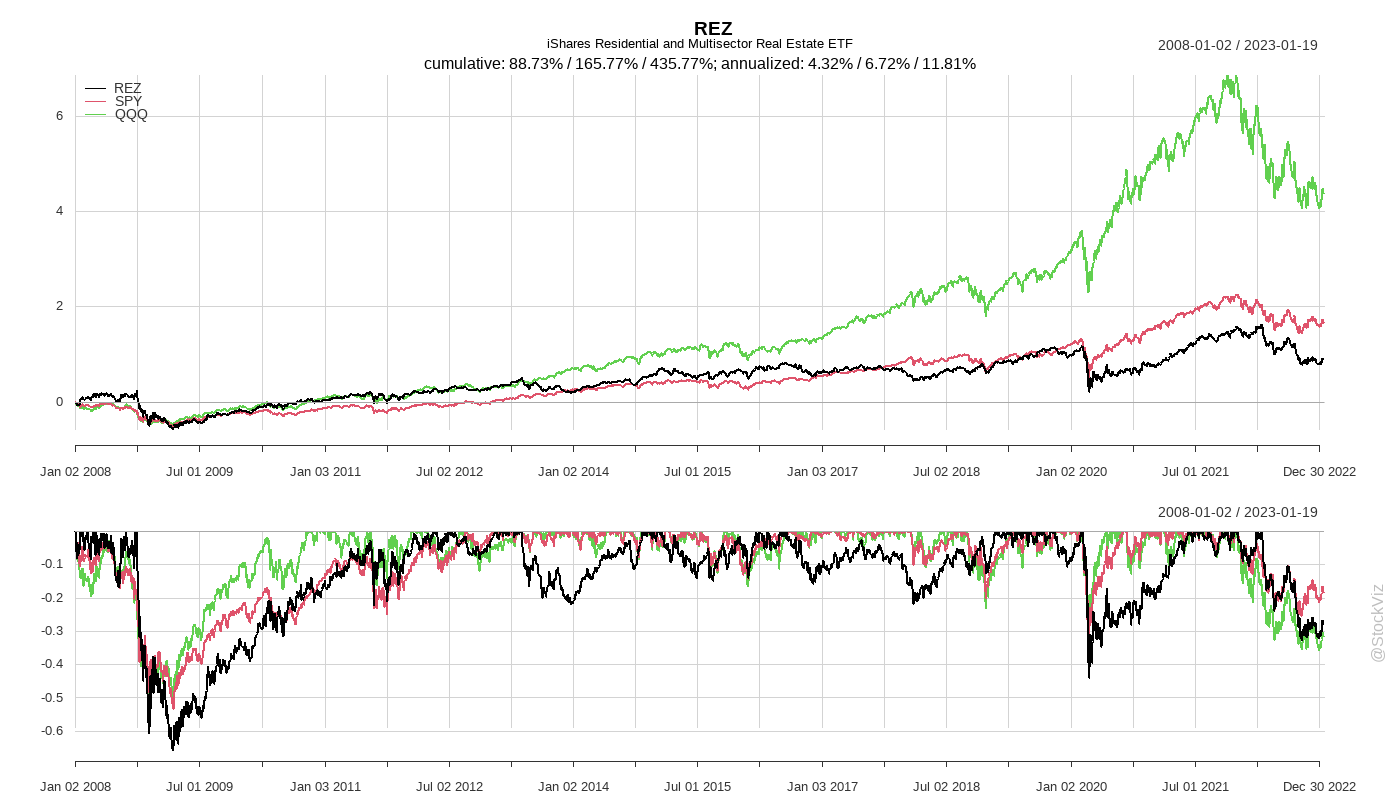 REZ
iShares Residential and Multisector Real Estate ETF
2008-01-02 / 2023-01-19
cumulative: 88.73% / 165.77% / 435.77%; annualized: 4.32% / 6.72% / 11.81%
REZ
SPY
QQQ
6
4
2
0
Jan 02 2008 Jul 01 2009 Jan 03 2011 Jul 02 2012 Jan 02 2014 Jul 01 2015 Jan 03 2017 Jul 02 2018 Jan 02 2020 Jul 01 2021 Dec 30 2022
2008-01-02 / 2023-01-19
-0.1
-0.2
-0.3
-0.4
-0.5
-0.6
Jan 02 2008 Jul 01 2009 Jan 03 2011 Jul 02 2012 Jan 02 2014 Jul 01 2015 Jan 03 2017 Jul 02 2018 Jan 02 2020 Jul 01 2021 Dec 30 2022
@StockViz